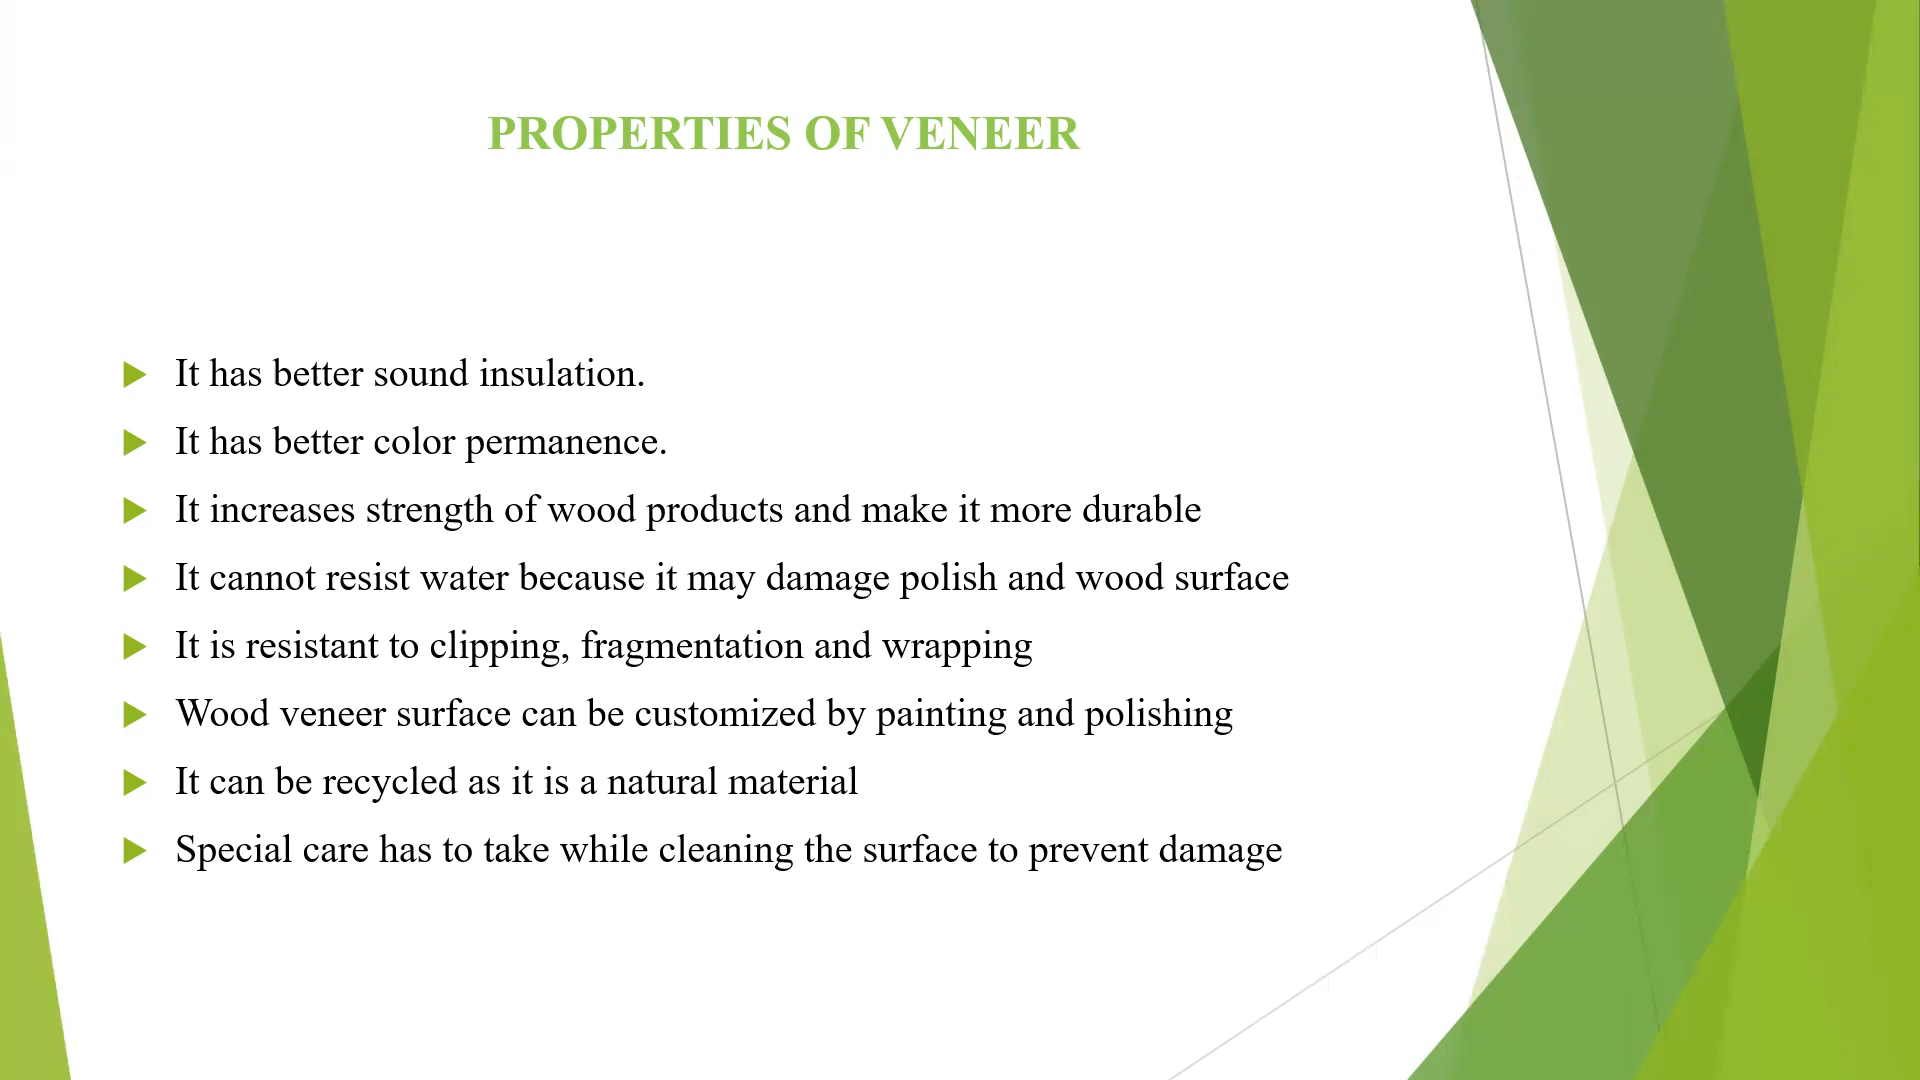 PROPERTIES OF VENEER
It has better sound insulation.
It has better color permanence.
It increases strength of wood products and make it more durable
It cannot resist water because it may damage polish and wood surface
It is resistant to clipping, fragmentation and wrapping
Wood veneer surface can be customized by painting and polishing
It can be recycled as it is a natural material
Special care has to take while cleaning the surface to prevent damage